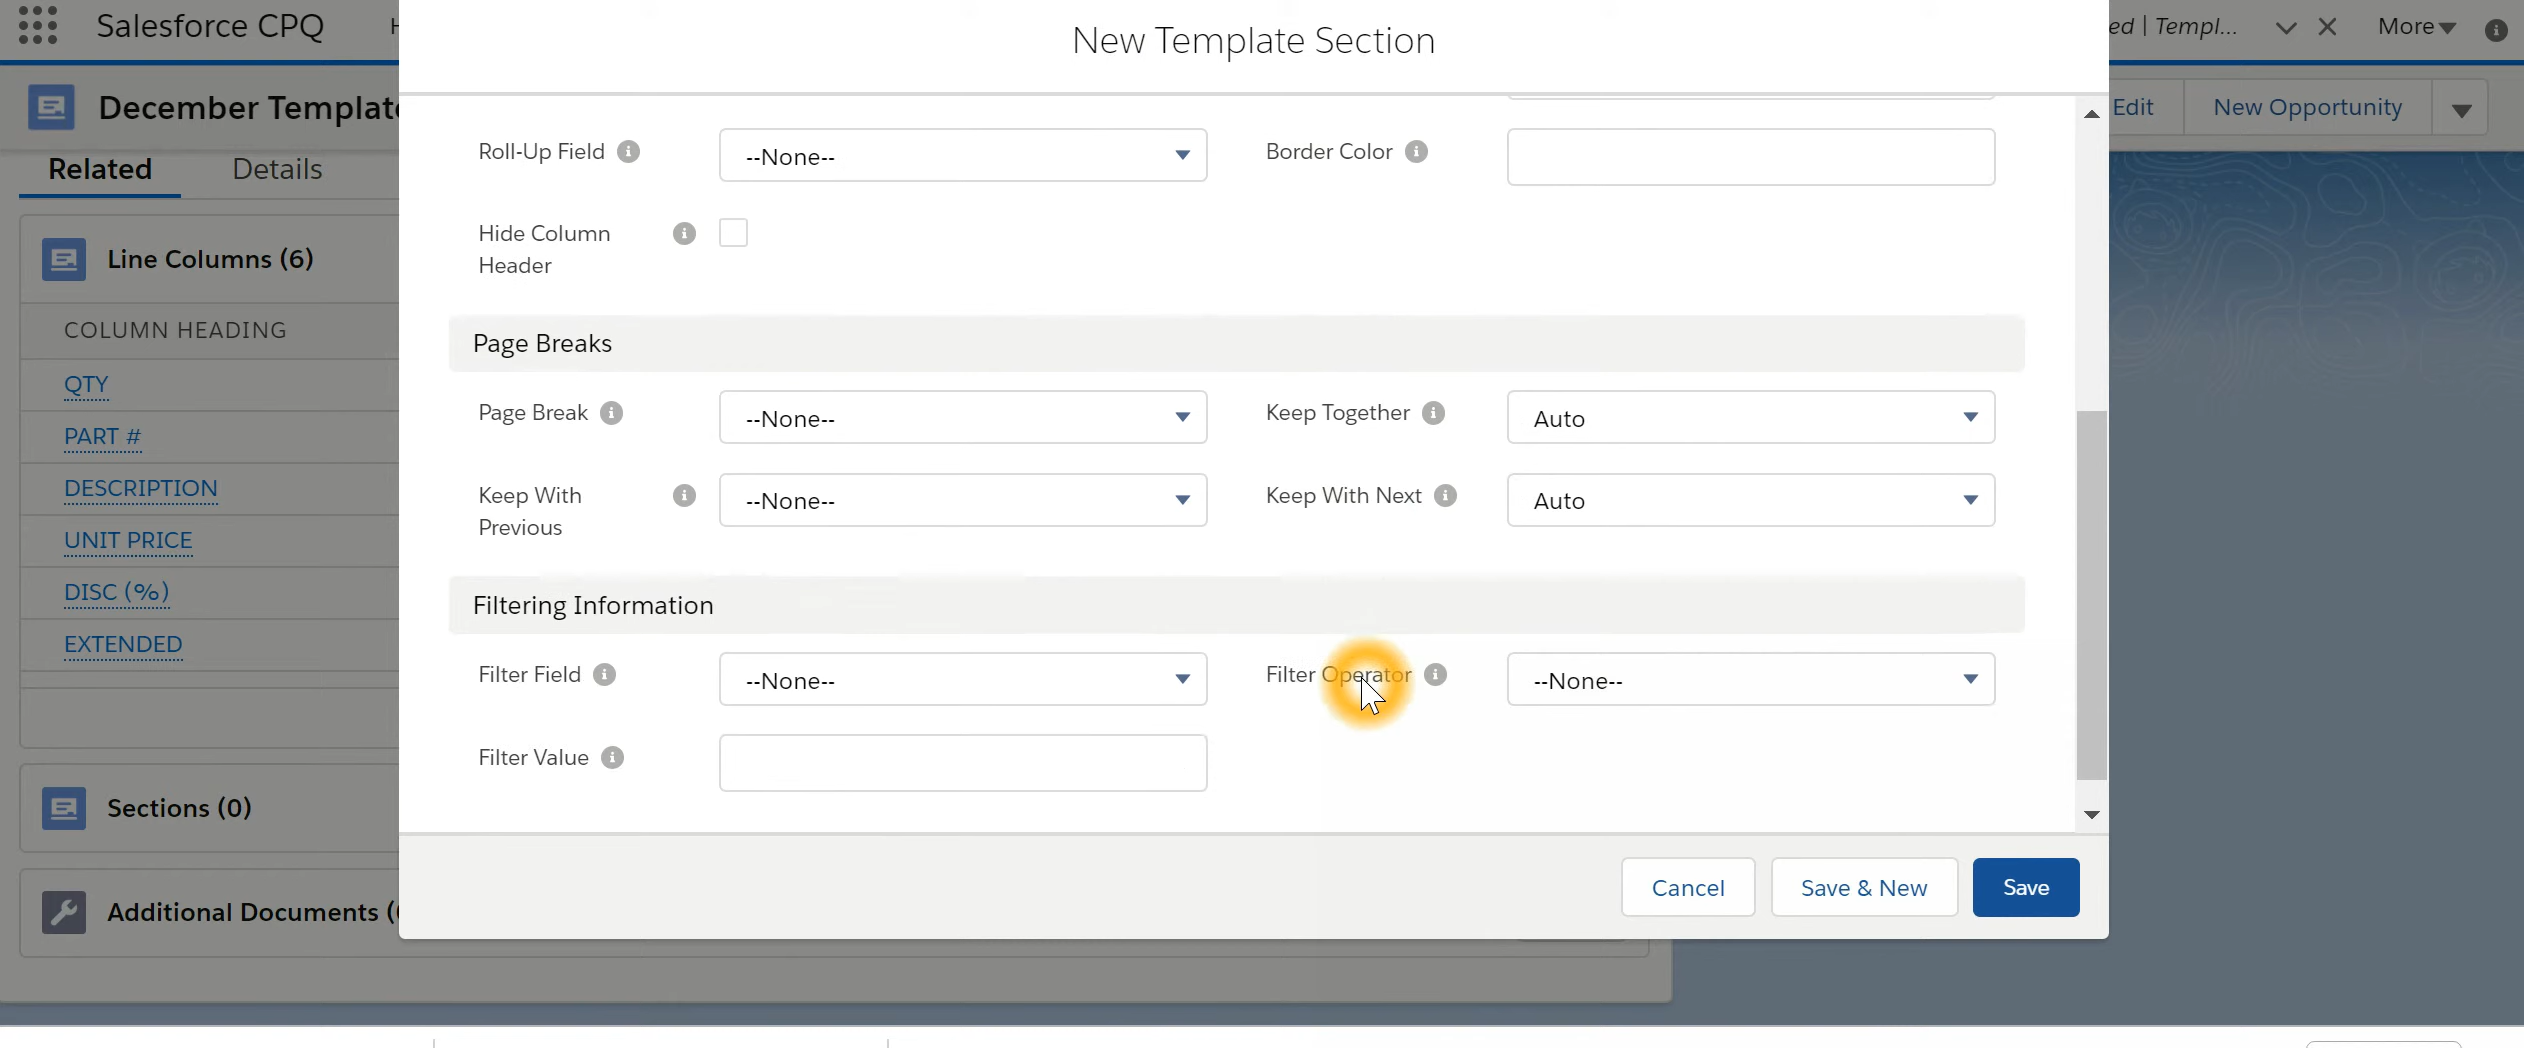 Salesforce CPQ
New Template Section
ed | Templ...
More
December Template
Edit
New Opportunity
Related
Details
Line Columns (6)
COLUMN HEADING
QTY
PART #
DESCRIPTION
UNIT PRICE
DISC (%)
EXTENDED
Sections (0)
Additional Documents (
Roll-Up Field
--None--
Border Color
Hide Column
Header
Page Breaks
Page Break
--None--
Keep Together
Auto
Keep With
Previous
--None--
Keep With Next
Auto
Filtering Information
Filter Field
--None--
Filter Operator
--None--
Filter Value
Cancel
Save & New
Save